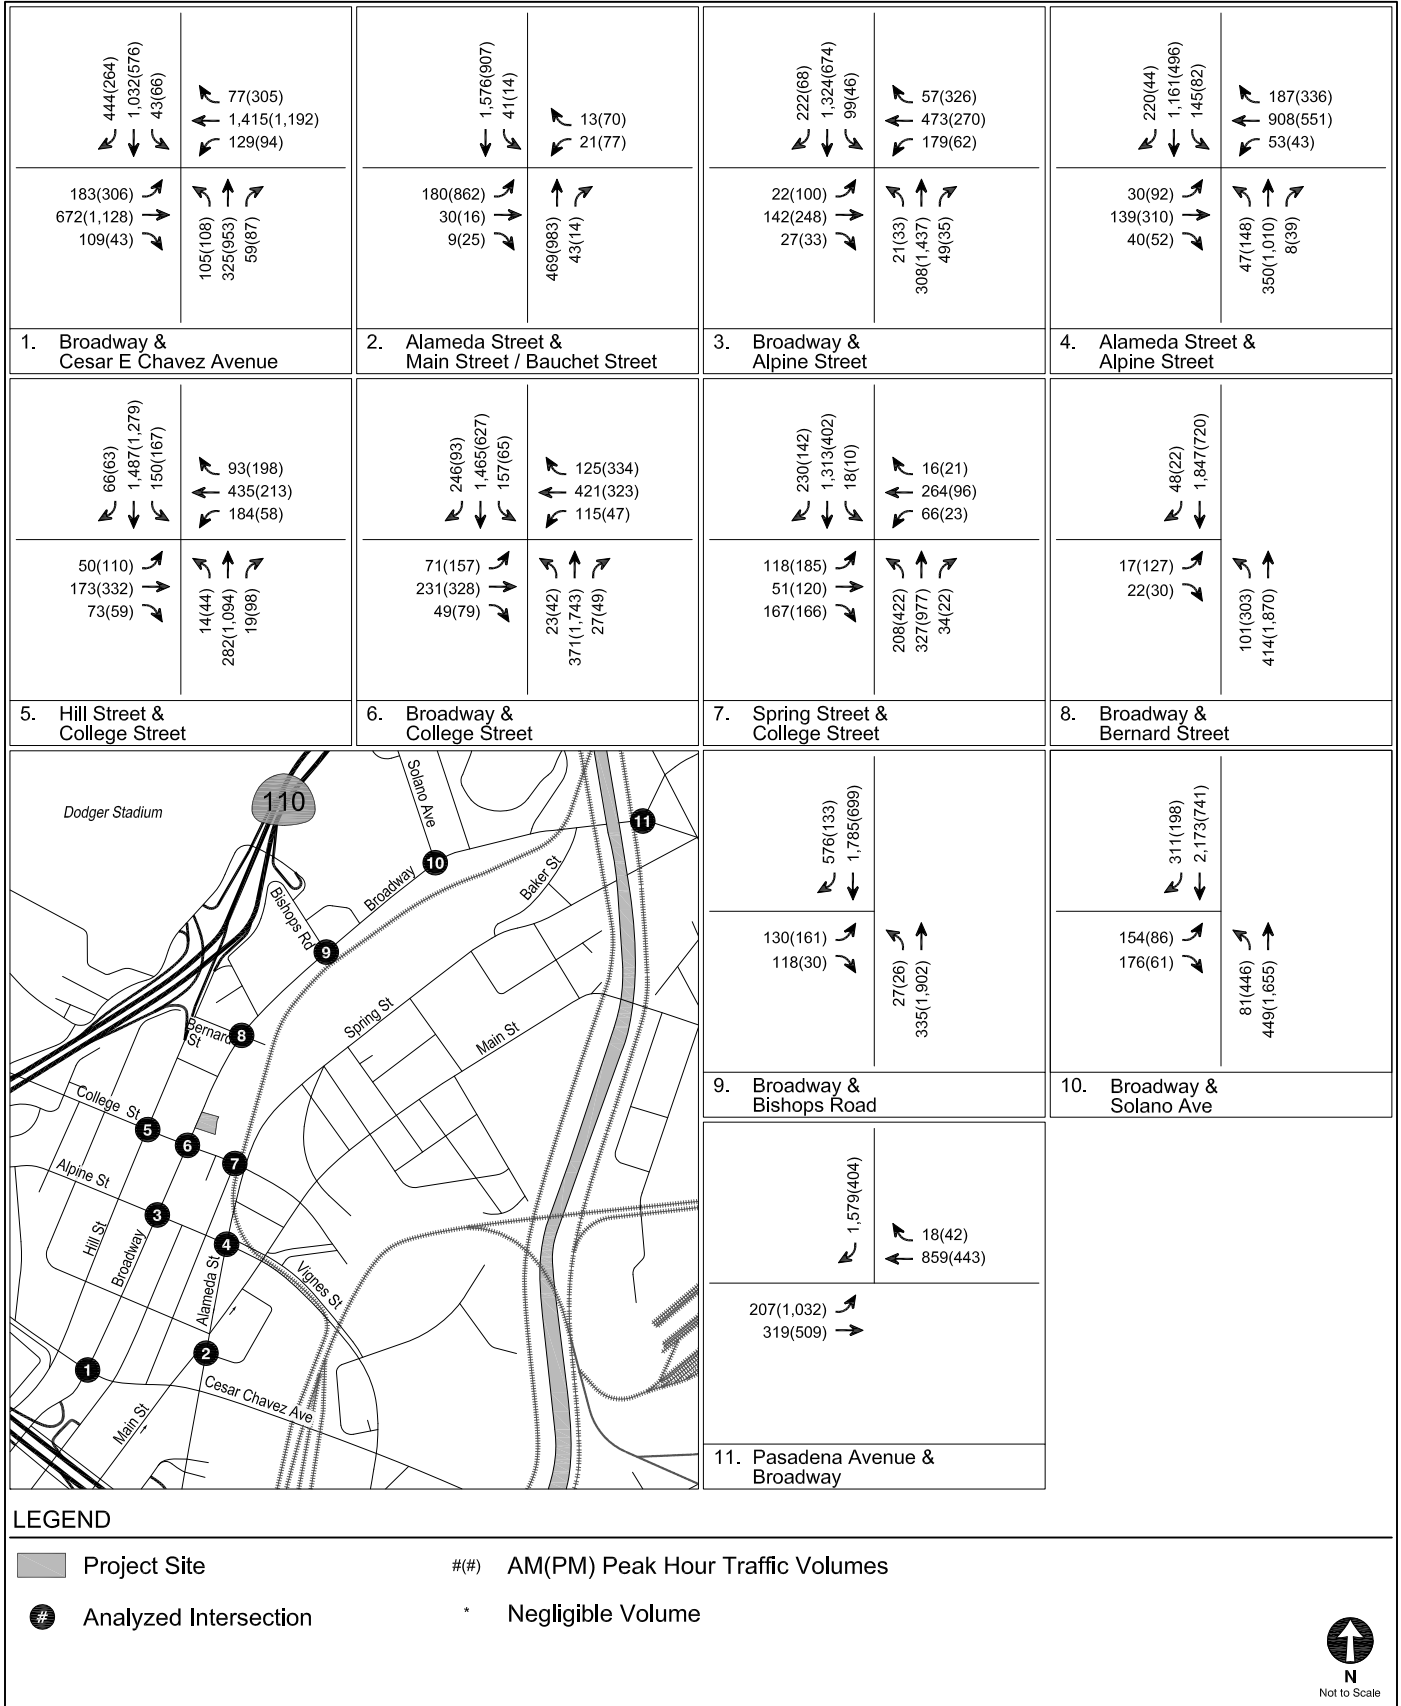 444(264)
1,032(576)
43(66)
77(305)
1,415(1,192)
129(94)
183(306)
672(1,128)
109(43)
105(108)
325(953)
59(87)
1. Broadway &
Cesar E Chavez Avenue
1,576(907)
41(14)
13(70)
21(77)
180(862)
30(16)
9(25)
469(983)
43(14)
2. Alameda Street &
Main Street / Bauchet Street
222(68)
1,324(674)
99(46)
57(326)
473(270)
179(62)
22(100)
142(248)
27(33)
21(33)
308(1,437)
49(35)
3. Broadway &
Alpine Street
220(44)
1,161(496)
145(82)
187(336)
908(551)
53(43)
30(92)
139(310)
40(52)
47(148)
350(1,010)
8(39)
4. Alameda Street &
Alpine Street
66(63)
1,487(1,279)
150(167)
93(198)
435(213)
184(58)
50(110)
173(332)
73(59)
14(44)
282(1,094)
19(98)
5. Hill Street &
College Street
246(93)
1,465(627)
157(65)
125(334)
421(323)
115(47)
71(157)
231(328)
49(79)
23(42)
371(1,743)
27(49)
6. Broadway &
College Street
230(142)
1,313(402)
18(10)
16(21)
264(96)
66(23)
118(185)
51(120)
167(166)
208(422)
327(977)
34(22)
7. Spring Street &
College Street
48(22)
1,847(720)
17(127)
22(30)
101(303)
414(1,870)
8. Broadway &
Bernard Street
Dodger Stadium
110
Solano Ave
11
10
Broadway
Baker St
Bishops Rd
9
Spring St
Main St
Bernard
St
8
College St
5
6
7
Alpine St
3
4
Hill St
Broadway
Alameda St
Vignes St
2
1
Cesar Chavez Ave
Main St
576(133)
1,785(699)
130(161)
118(30)
27(26)
335(1,902)
9. Broadway &
Bishops Road
311(198)
2,173(741)
154(86)
176(61)
81(446)
449(1,655)
10. Broadway &
Solano Ave
1,579(404)
18(42)
859(443)
207(1,032)
319(509)
11. Pasadena Avenue &
Broadway
LEGEND
Project Site
#(#) AM(PM) Peak Hour Traffic Volumes
# Analyzed Intersection
* Negligible Volume
N
Not to Scale